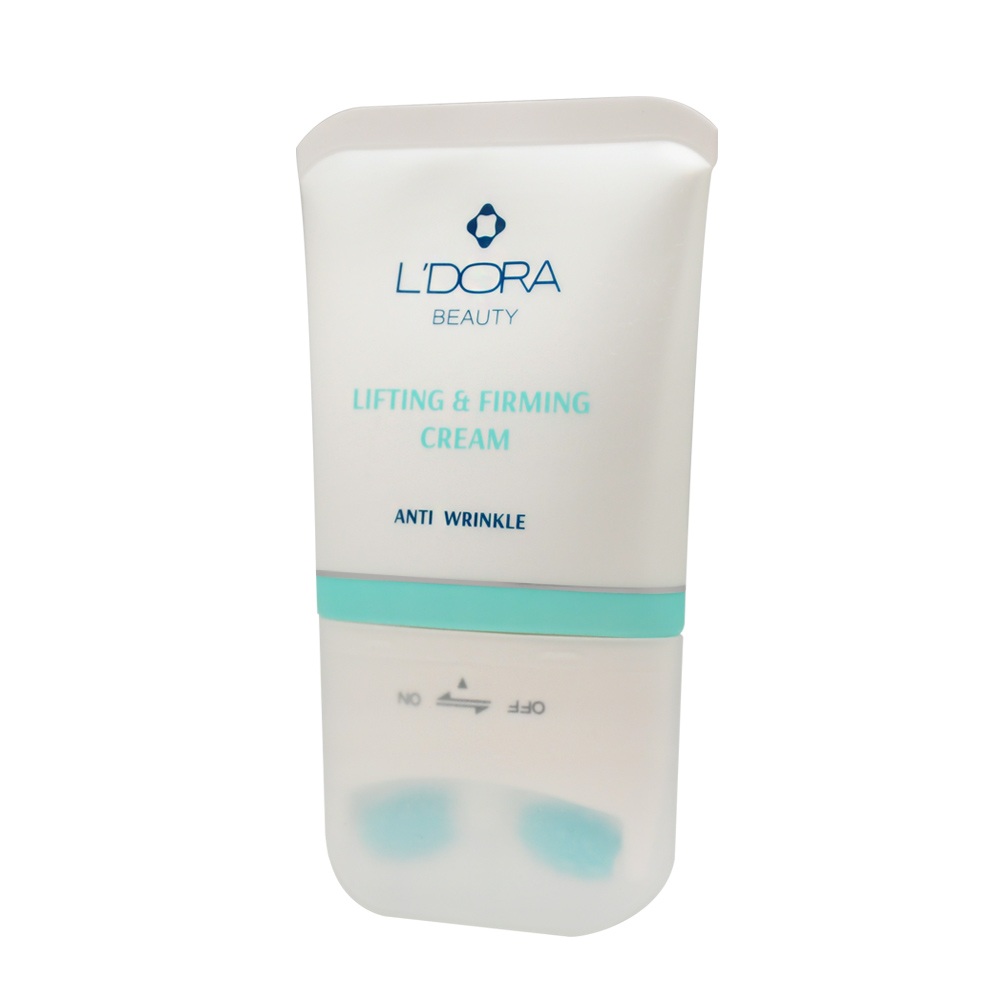 L'DORA
BEAUTY
LIFTING & FIRMING
CREAM
ANTI WRINKLE
OFF ON